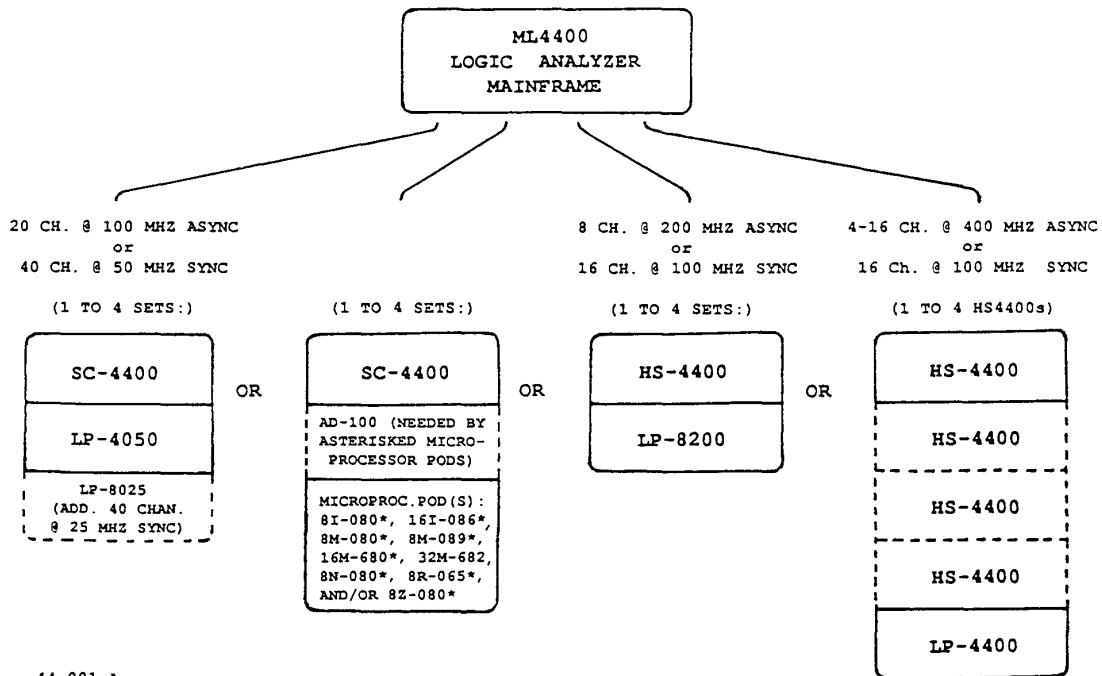 ML4400
LOGIC ANALYZER
MAINFRAME
20 CH. @ 100 MHZ ASYNC
or
40 CH. @ 50 MHZ SYNC
(1 TO 4 SETS:)
SC-4400
LP-4050
LP-8025
(ADD. 40 CHAN.
@ 25 MHZ SYNC)
OR
(1 TO 4 SETS:)
SC-4400
AD-100 (NEEDED BY
ASTERISKED MICRO-
PROCESSOR PODS)
MICROPROC.POD(S):
8I-080*, 16I-086*,
8M-080*, 8M-089*,
16M-680*, 32M-682,
8N-080*, 8R-065*,
AND/OR 8Z-080*
OR
8 CH. @ 200 MHZ ASYNC
or
16 CH. @ 100 MHZ SYNC
(1 TO 4 SETS:)
HS-4400
LP-8200
OR
4-16 CH. @ 400 MHZ ASYNC
or
16 Ch. @ 100 MHZ SYNC
(1 TO 4 HS4400s)
HS-4400
HS-4400
HS-4400
HS-4400
LP-4400